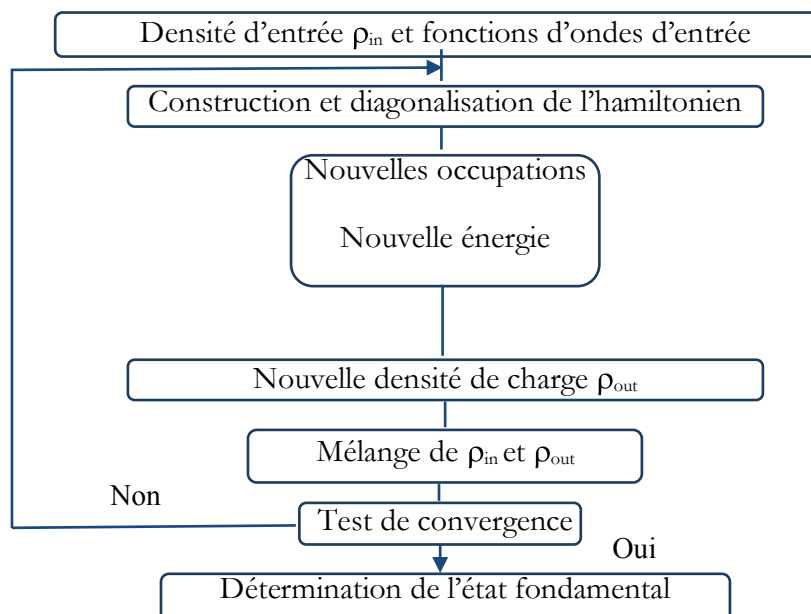 Densité d'entrée ρin et fonctions d'ondes d'entrée
Construction et diagonalisation de l'hamiltonien
Nouvelles occupations
Nouvelle énergie
Nouvelle densité de charge ρout
Mélange de ρin et ρout
Non
Test de convergence
Oui
Détermination de l'état fondamental